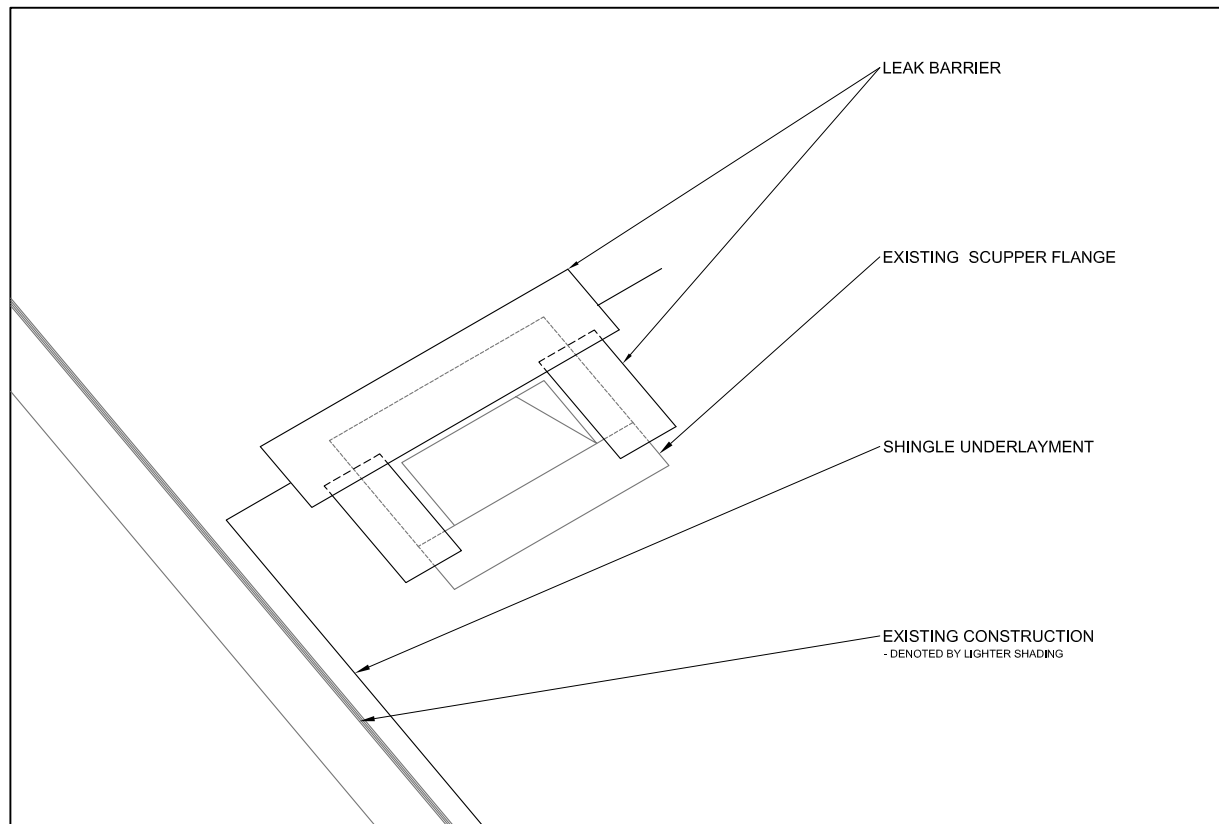 LEAK BARRIER
EXISTING  SCUPPER FLANGE
SHINGLE UNDERLAYMENT
EXISTING CONSTRUCTION
- DENOTED BY LIGHTER SHADING